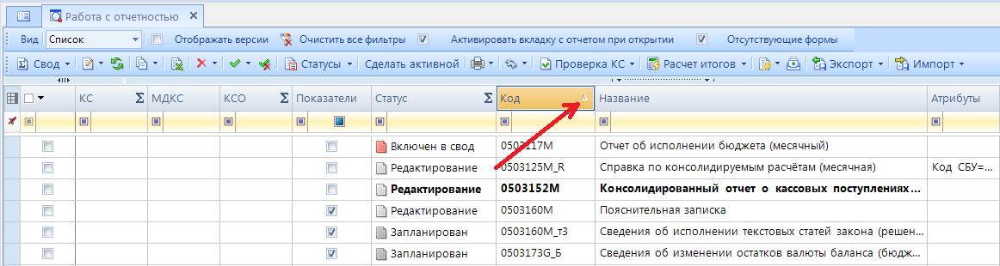 Работа с отчетностью
Вид Список Отображать версии Очистить все фильтры Активировать вкладку с отчетом при открытии Отсутствующие формы
Свод Статусы Сделать активной Проверка КС Расчет итогов Экспорт Импорт
КС Σ МДКС КСО Σ Показатели Статус Σ Код Название Атрибуты
Включен в свод 0503117M Отчет об исполнении бюджета (месячный)
Редактирование 0503125M_R Справка по консолидируемым расчётам (месячная) Код СБУ=...
Редактирование 0503152M Консолидированный отчет о кассовых поступлениях...
Редактирование 0503160M Пояснительная записка
Запланирован 0503160M_т3 Сведения об исполнении текстовых статей закона (решен...
Запланирован 0503173G_Б Сведения об изменении остатков валюты баланса (бюдж...